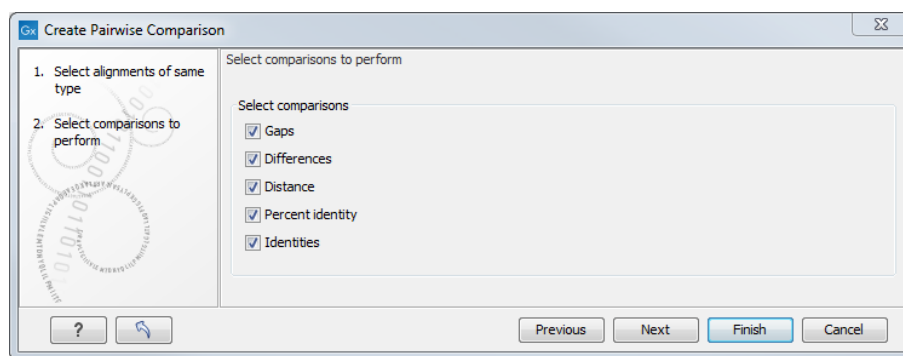 Gx Create Pairwise Comparison
1. Select alignments of same
type
2. Select comparisons to
perform
Select comparisons to perform
Select comparisons
Gaps
Differences
Distance
Percent identity
Identities
?
Previous
Next
Finish
Cancel